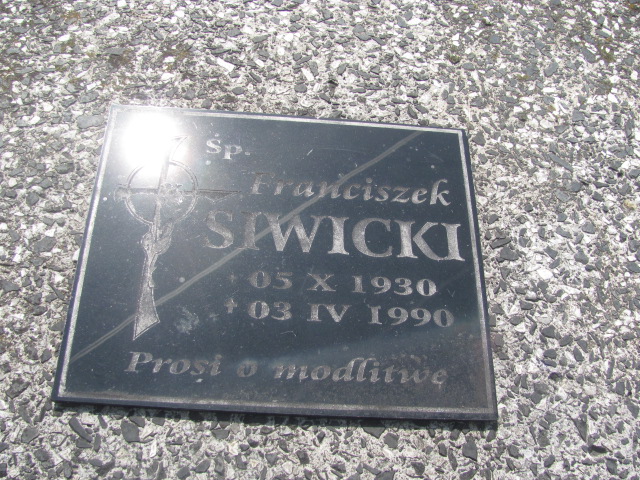 Śp.
Franciszek
SIWICKI
* 05 X 1930
† 03 IV 1990
Prosi o modlitwę